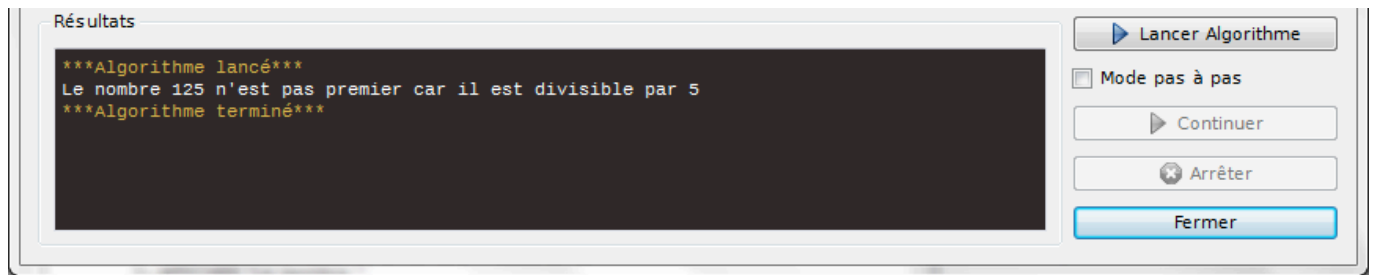 Résultats
***Algorithme lancé***
Le nombre 125 n'est pas premier car il est divisible par 5
***Algorithme terminé***
Lancer Algorithme
Mode pas à pas
Continuer
Arrêter
Fermer